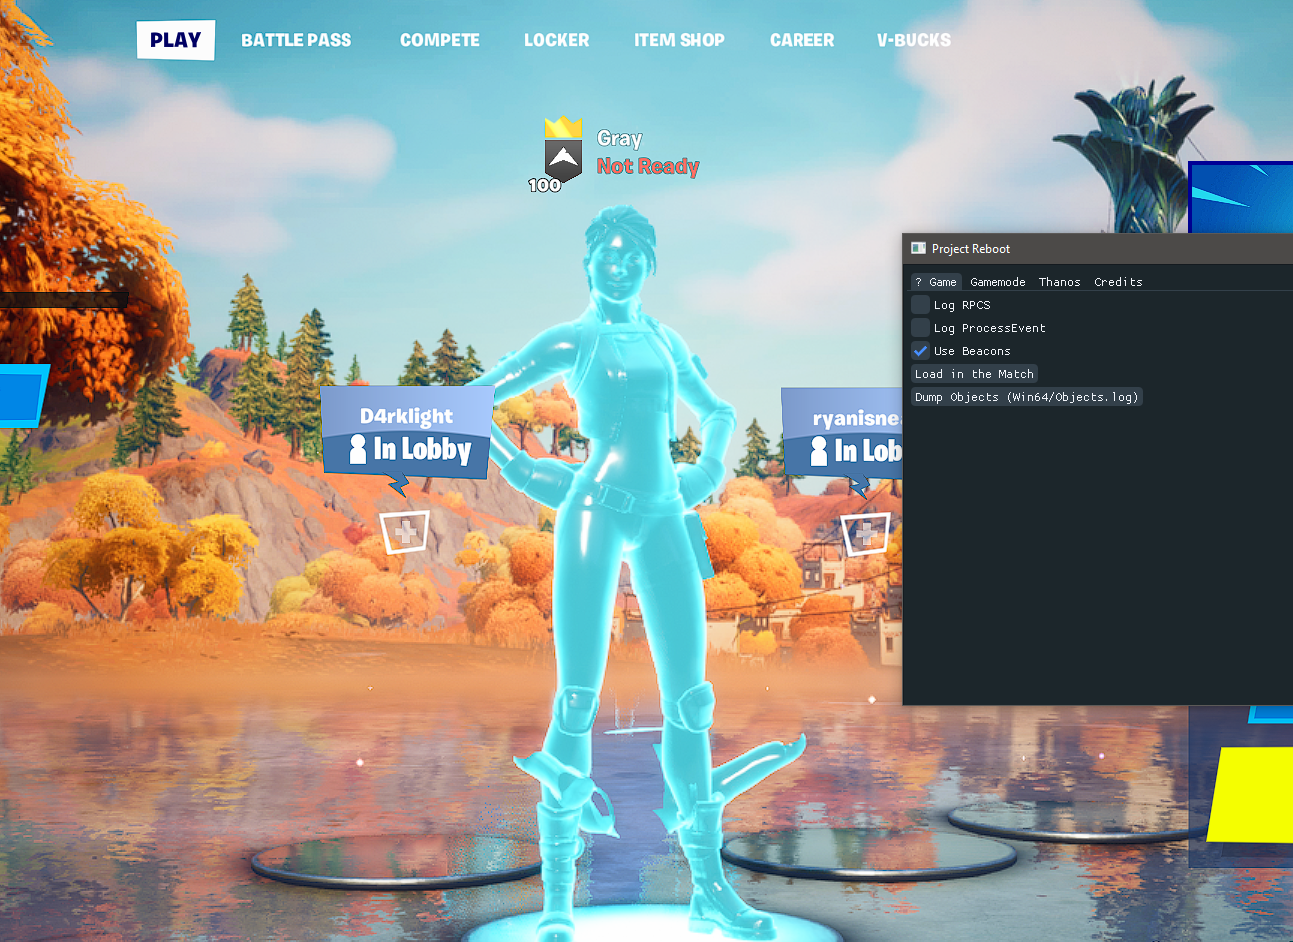 PLAY BATTLE PASS COMPETE LOCKER ITEM SHOP CAREER V-BUCKS
Gray
Not Ready
100
D4rklight
In Lobby
ryanisne
In Lob
Project Reboot
? Game Gamemode Thanos Credits
Log RPCS
Log ProcessEvent
Use Beacons
Load in the Match
Dump Objects (Win64/Objects.log)